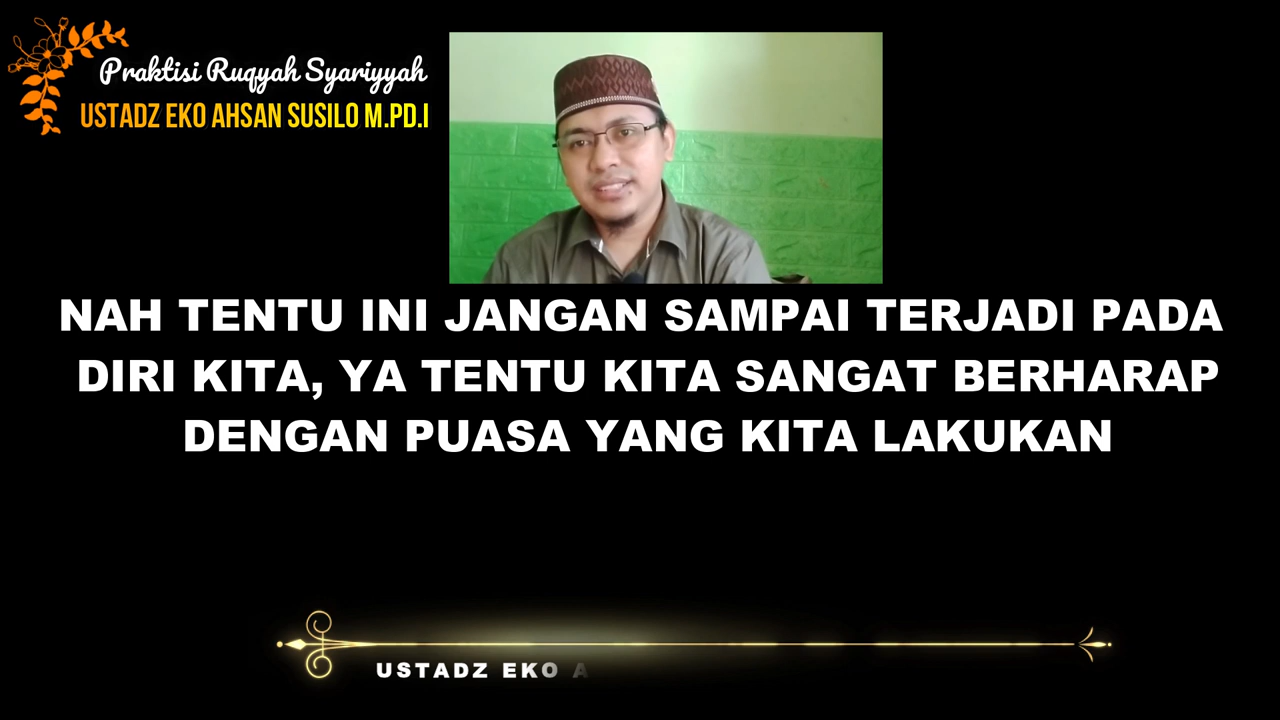 Praktisi Ruqyah Syariyyah
USTADZ EKO AHSAN SUSILO M.PD.I
NAH TENTU INI JANGAN SAMPAI TERJADI PADA
DIRI KITA, YA TENTU KITA SANGAT BERHARAP
DENGAN PUASA YANG KITA LAKUKAN
USTADZ EKO A